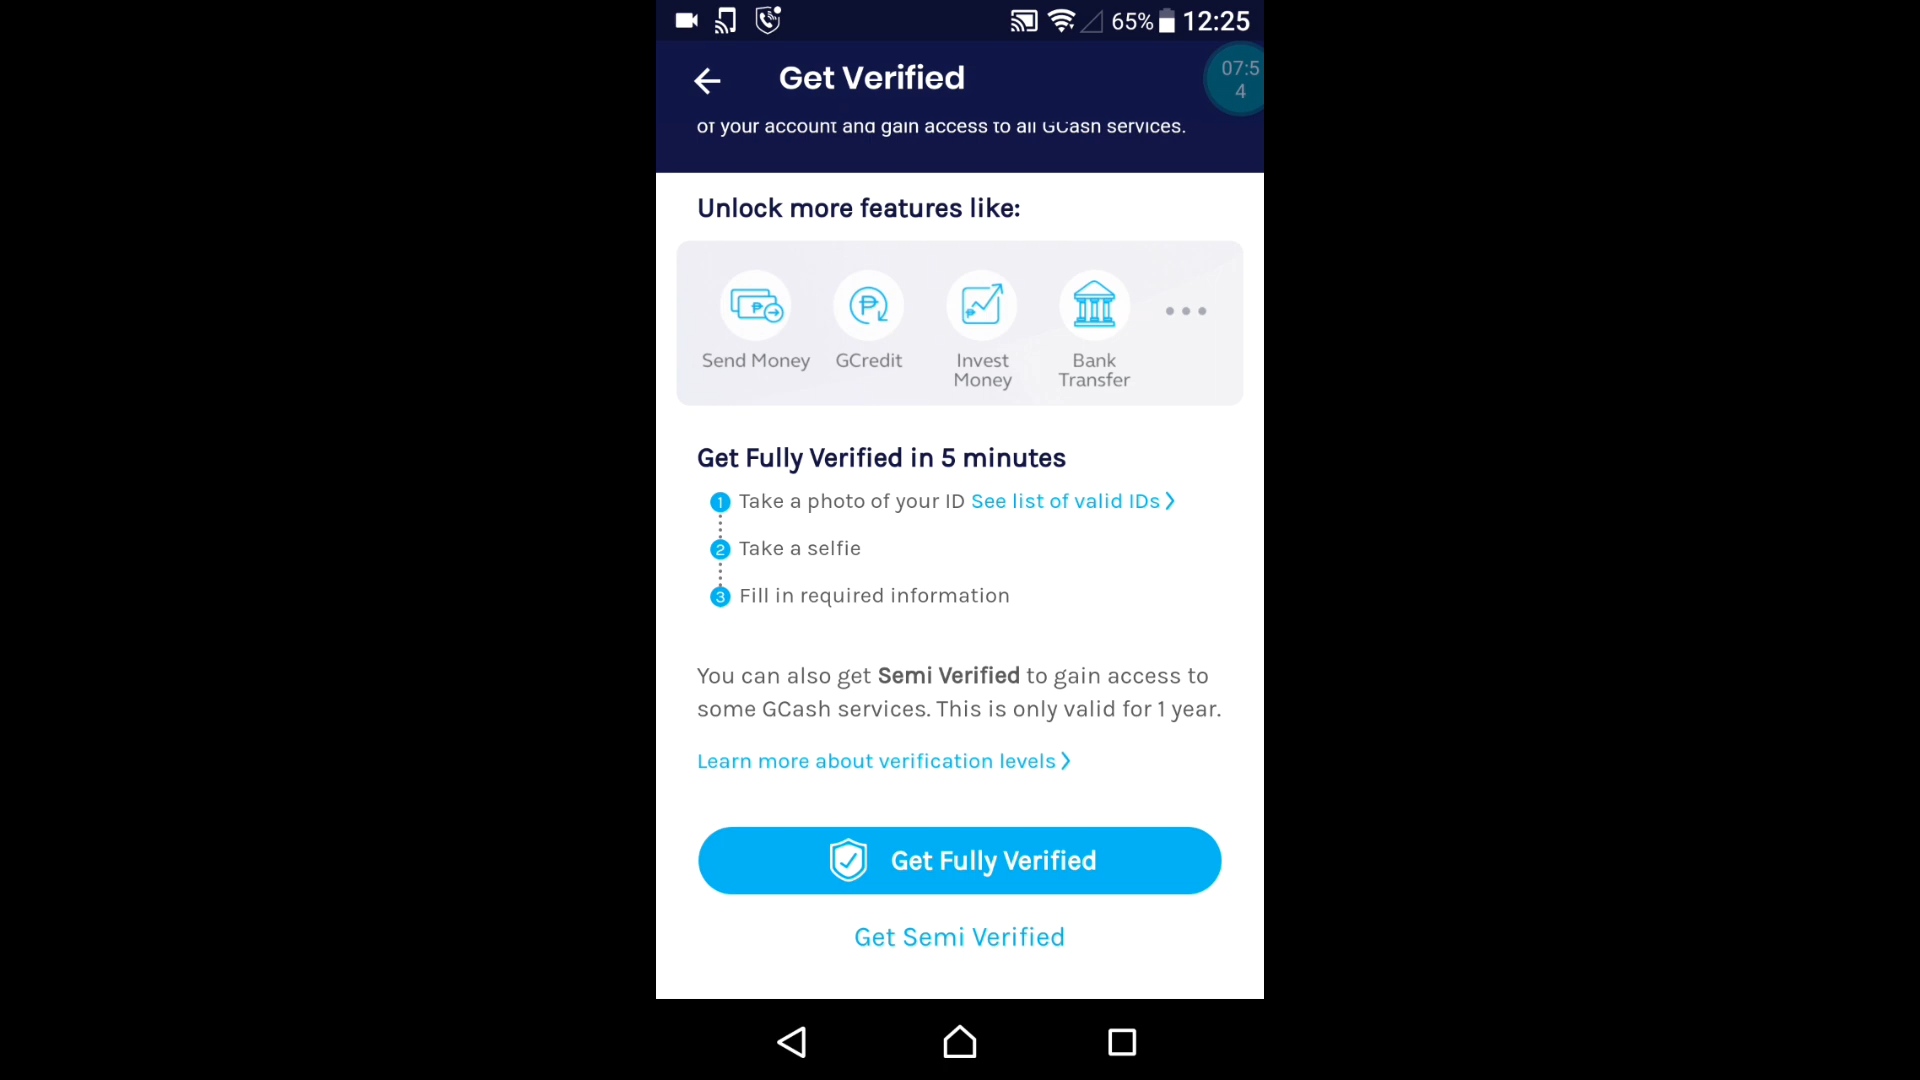 65% 12:25
Get Verified
07:5
4
of your account and gain access to all GCash services.
Unlock more features like:
Send Money
GCredit
Invest
Money
Bank
Transfer
Get Fully Verified in 5 minutes
1 Take a photo of your ID See list of valid IDs
2 Take a selfie
3 Fill in required information
You can also get Semi Verified to gain access to
some GCash services. This is only valid for 1 year.
Learn more about verification levels
Get Fully Verified
Get Semi Verified